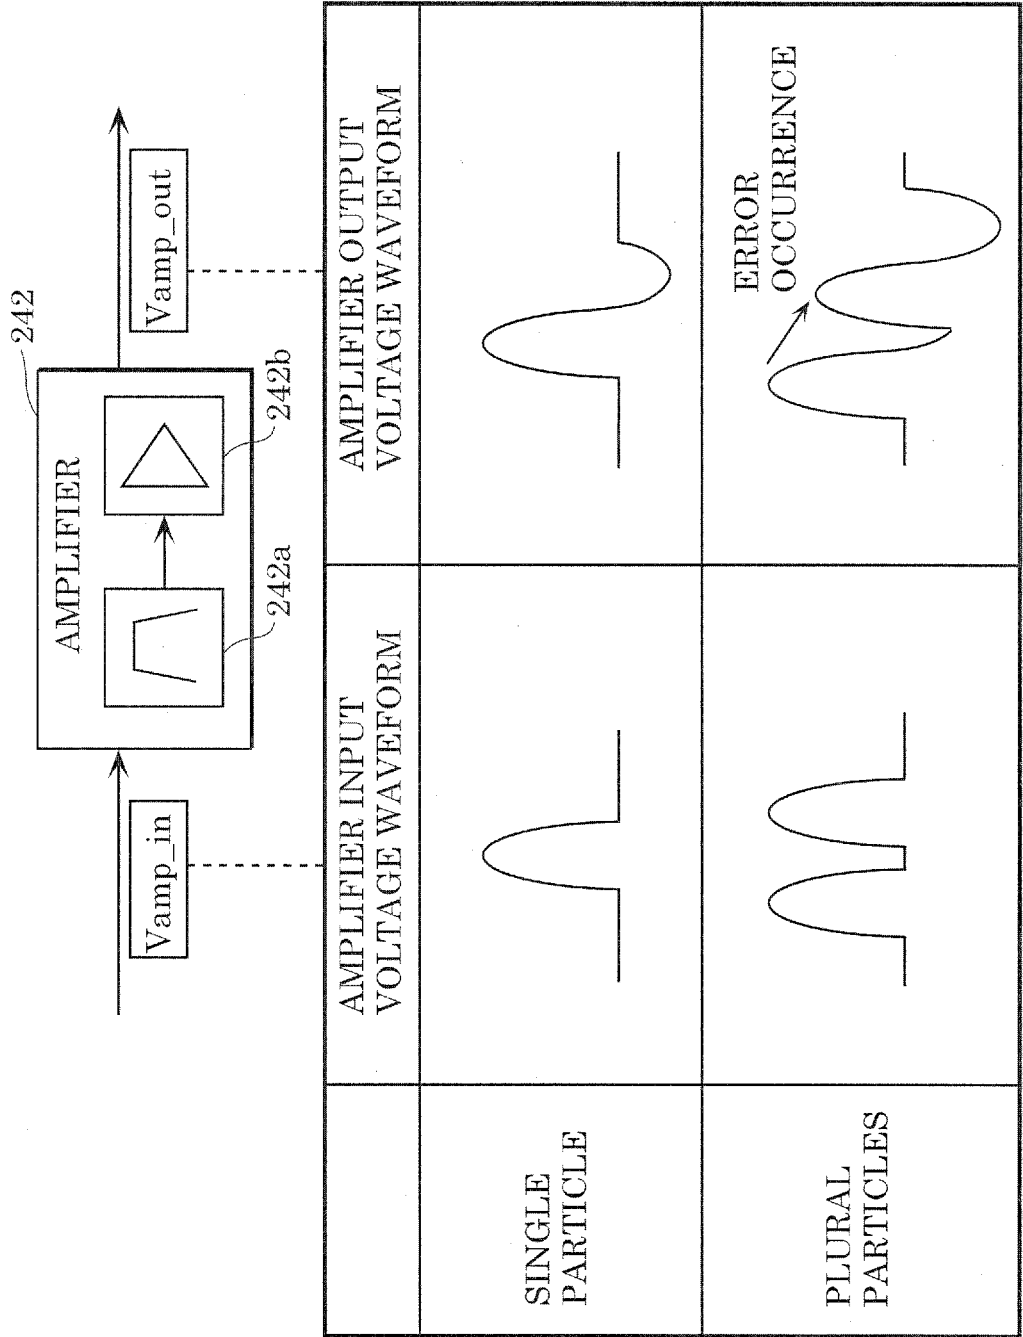 242
AMPLIFIER
242a
242b
Vamp_in
Vamp_out
AMPLIFIER INPUT
VOLTAGE WAVEFORM
AMPLIFIER OUTPUT
VOLTAGE WAVEFORM
SINGLE
PARTICLE
PLURAL
PARTICLES
ERROR
OCCURRENCE